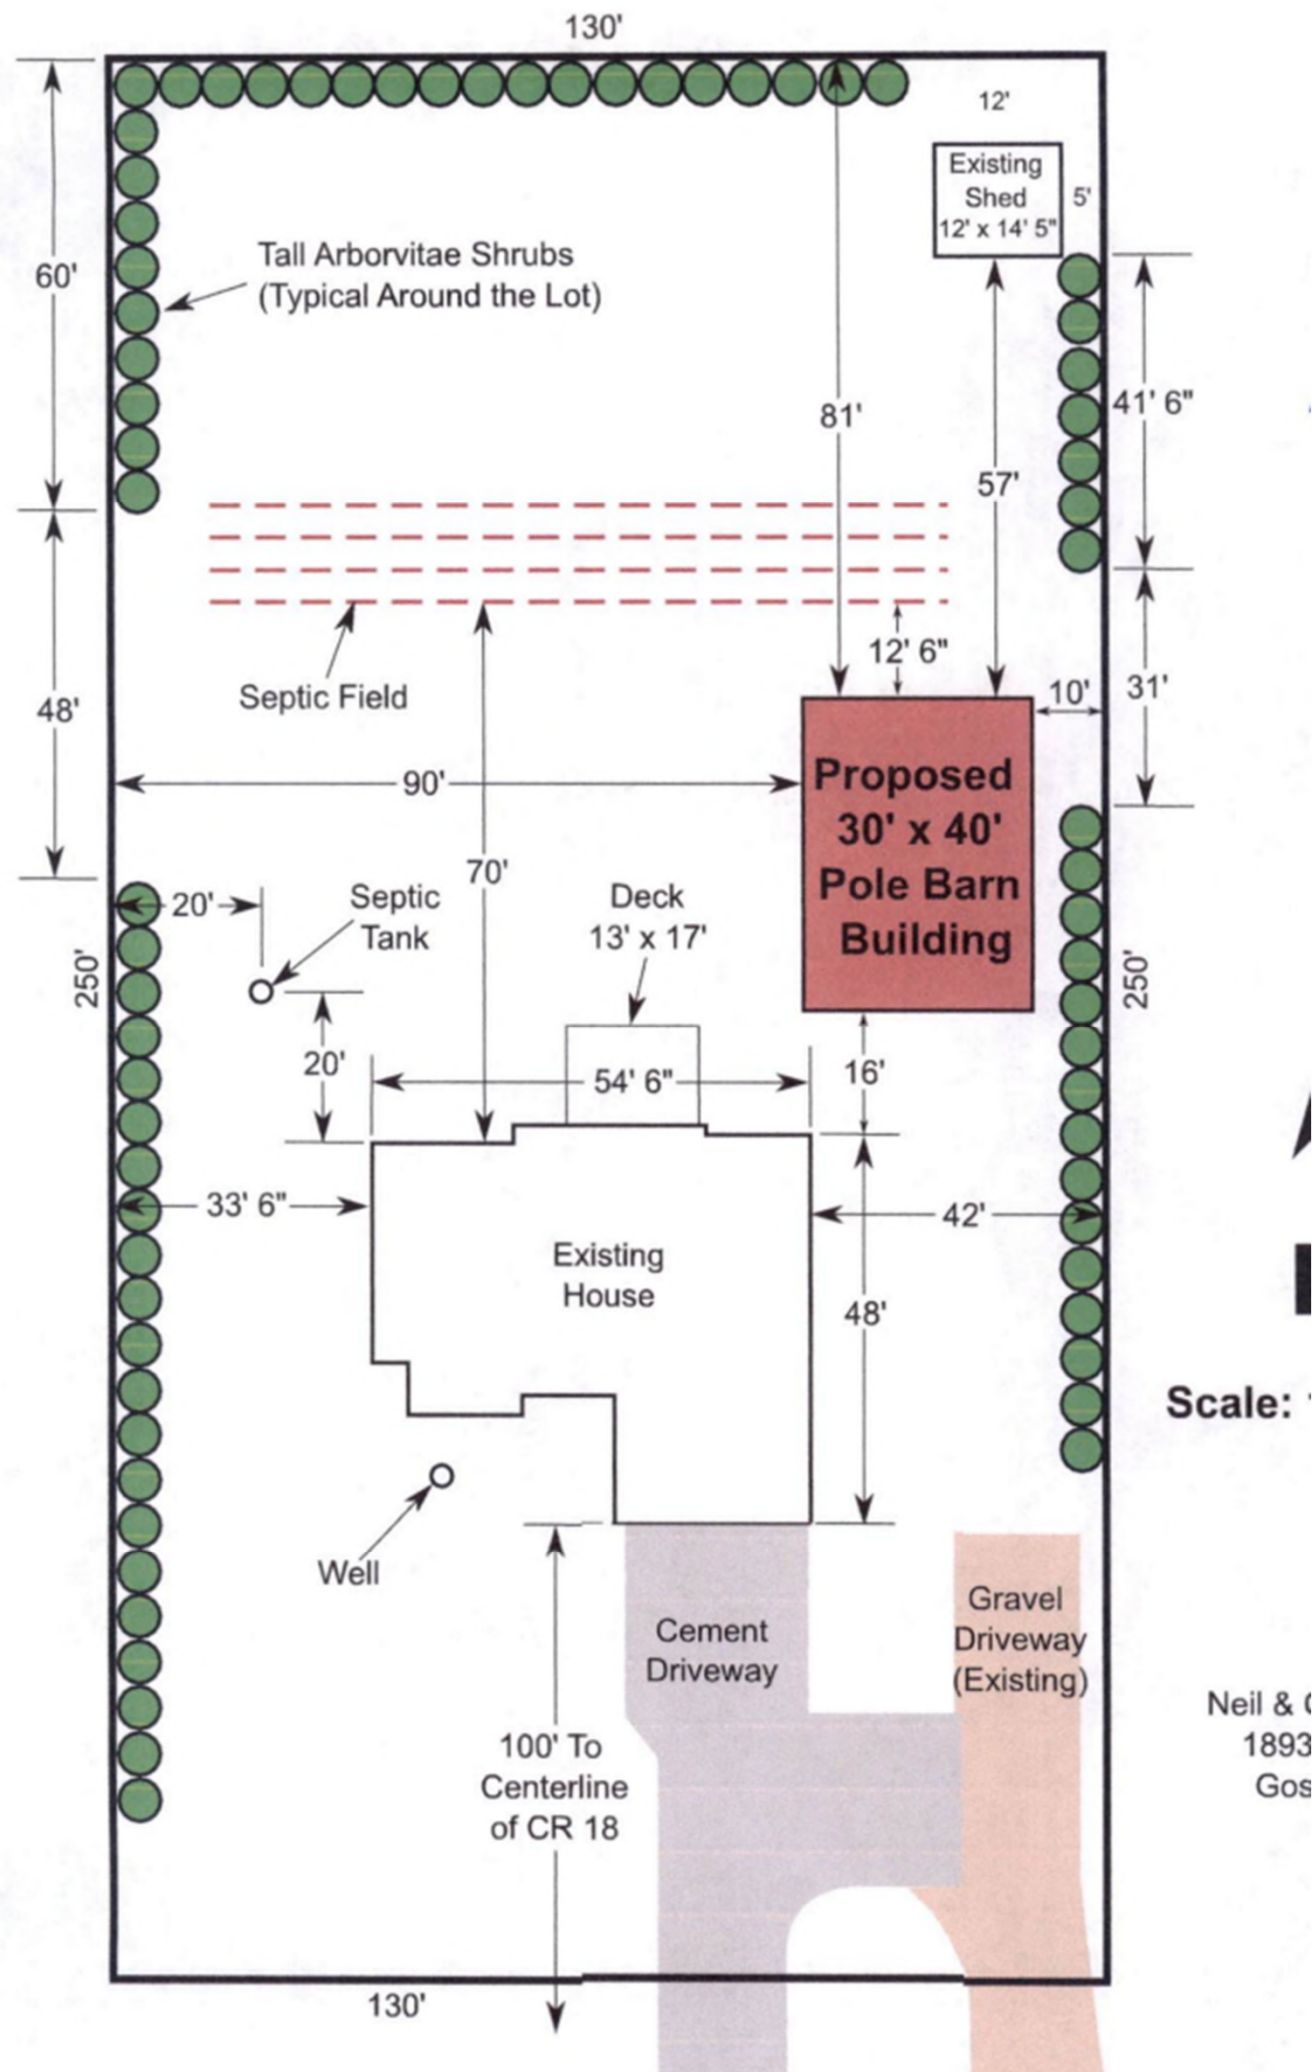 130'
12'
Existing
Shed
12' x 14' 5"
5'
Tall Arborvitae Shrubs
(Typical Around the Lot)
60'
81'
41' 6"
57'
12' 6"
Septic Field
48'
10'
31'
90'
Proposed
30' x 40'
Pole Barn
Building
70'
20'
Septic
Tank
Deck
13' x 17'
250'
250'
20'
54' 6"
16'
33' 6"
42'
Existing
House
48'
Scale:
Well
Cement
Driveway
Gravel
Driveway
(Existing)
Neil &
1893
Gos
100' To
Centerline
of CR 18
130'